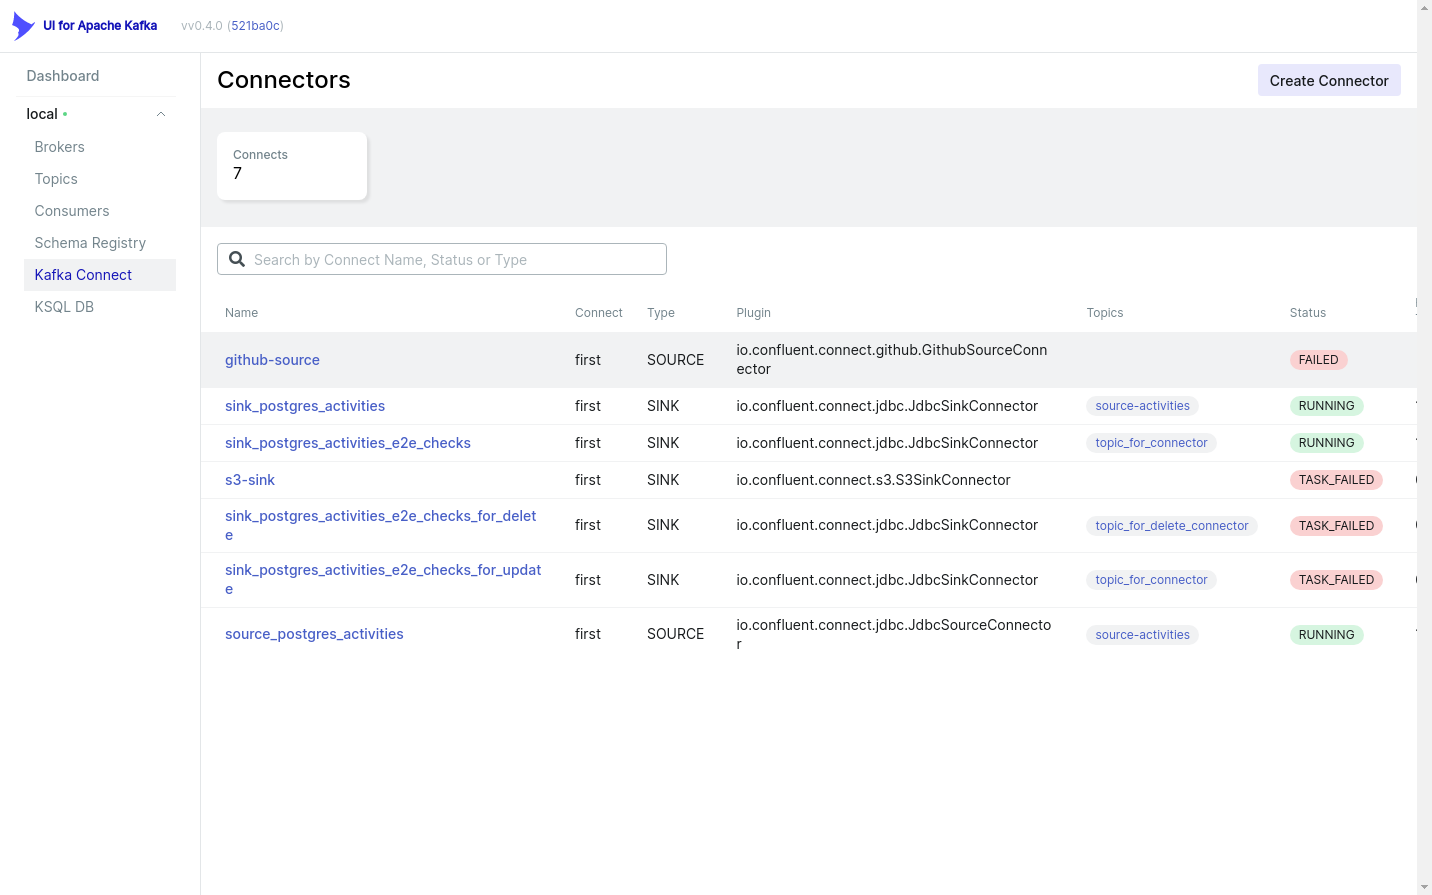 UI for Apache Kafka vv0.4.0 (521ba0c)
Dashboard
local
Brokers
Topics
Consumers
Schema Registry
Kafka Connect
KSQL DB
Connectors
Create Connector
Connects
7
Search by Connect Name, Status or Type
Name Connect Type Plugin Topics Status
github-source first SOURCE io.confluent.connect.github.GithubSourceConn
ector FAILED
sink_postgres_activities first SINK io.confluent.connect.jdbc.JdbcSinkConnector source-activities RUNNING
sink_postgres_activities_e2e_checks first SINK io.confluent.connect.jdbc.JdbcSinkConnector topic_for_connector RUNNING
s3-sink first SINK io.confluent.connect.s3.S3SinkConnector TASK_FAILED
sink_postgres_activities_e2e_checks_for_delet
e first SINK io.confluent.connect.jdbc.JdbcSinkConnector topic_for_delete_connector TASK_FAILED
sink_postgres_activities_e2e_checks_for_updat
e first SINK io.confluent.connect.jdbc.JdbcSinkConnector topic_for_connector TASK_FAILED
source_postgres_activities first SOURCE io.confluent.connect.jdbc.JdbcSourceConnecto
r source-activities RUNNING